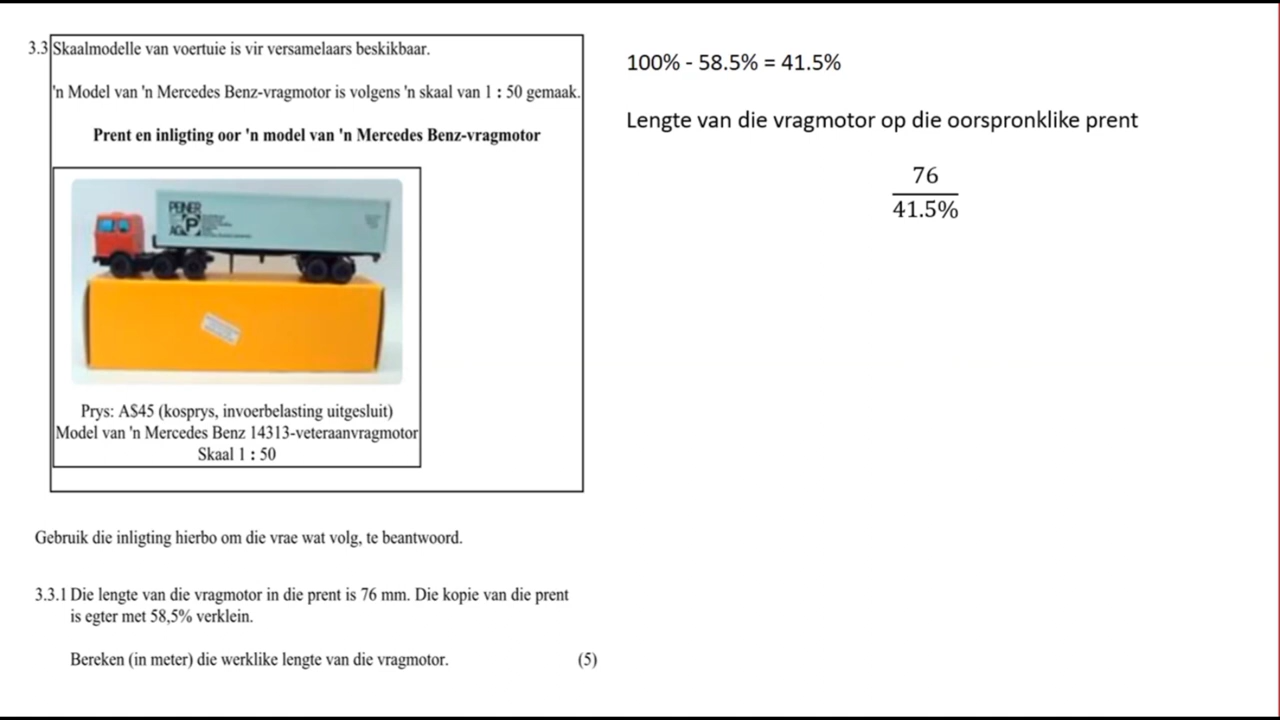 3.3 Skaalmodelle van voertuie is vir versamelaars beskikbaar.
'n Model van 'n Mercedes Benz-vragmotor is volgens 'n skaal van 1 : 50 gemaak.
Prent en inligting oor 'n model van 'n Mercedes Benz-vragmotor
PEINER
P
AG
Prys: A$45 (kosprys, invoerbelasting uitgesluit)
Model van 'n Mercedes Benz 14313-veteraanvragmotor
Skaal 1 : 50
Gebruik die inligting hierbo om die vrae wat volg, te beantwoord.
3.3.1 Die lengte van die vragmotor in die prent is 76 mm. Die kopie van die prent
is egter met 58,5% verklein.
Bereken (in meter) die werklike lengte van die vragmotor. (5)
100% - 58.5% = 41.5%
Lengte van die vragmotor op die oorspronklike prent
76
41.5%